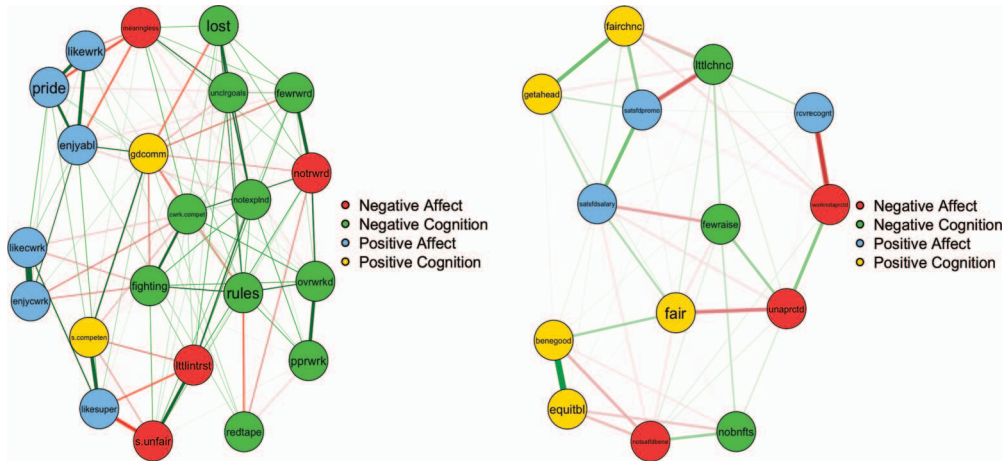 meanngless
lost
likewrk
pride
unclrgoals
fewrwrd
enjyabl
gdcomm
notrwrd
notexplnd
cwrk.compet
likecwrk
enjycwrk
fighting
rules
ovrwrkd
s.competen
lttlintrst
pprwrk
likesuper
s.unfair
redtape
Negative Affect
Negative Cognition
Positive Affect
Positive Cognition
fairchnc
lttlchnc
getahead
satsfdpromo
rcvrecognt
satsfdsalary
worknotaprctd
fewraise
fair
unaprctd
benegood
equitbl
notsatfdbene
nobnfts
Negative Affect
Negative Cognition
Positive Affect
Positive Cognition